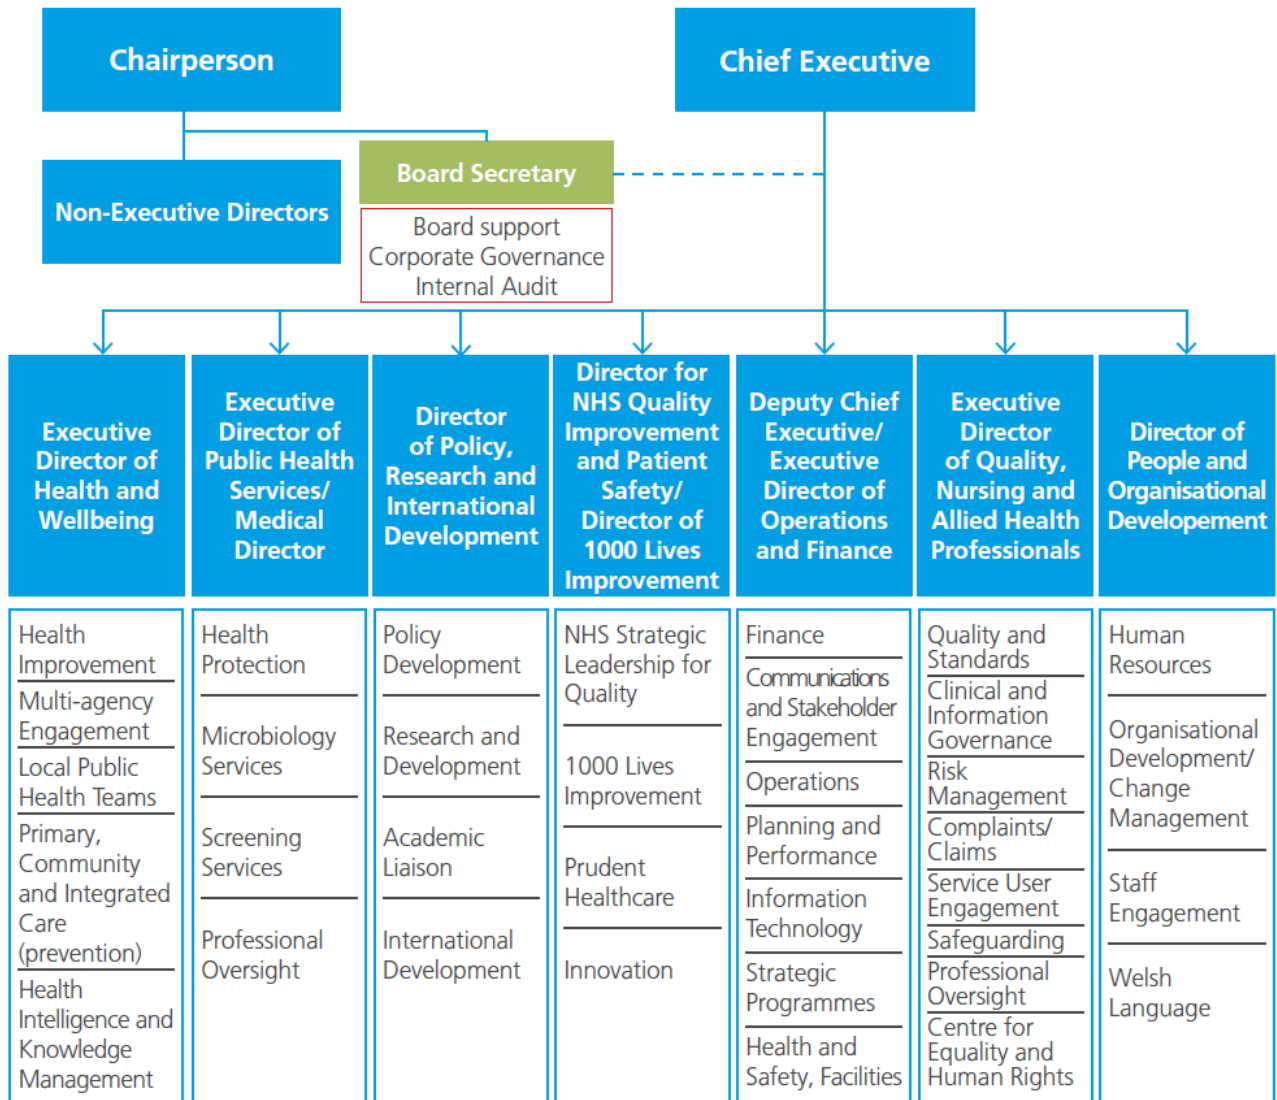 Chairperson
Chief Executive
Board Secretary
Non-Executive Directors
Board support
Corporate Governance
Internal Audit
Executive
Director of
Health and
Wellbeing
Executive
Director of
Public Health
Services/
Medical
Director
Director
of Policy,
Research and
International
Development
Director for
NHS Quality
Improvement
and Patient
Safety/
Director of
1000 Lives
Improvement
Deputy Chief
Executive/
Executive
Director of
Operations
and Finance
Executive
Director
of Quality,
Nursing and
Allied Health
Professionals
Director of
People and
Organisational
Developement
Health
Improvement
Multi-agency
Engagement
Local Public
Health Teams
Primary,
Community
and Integrated
Care
(prevention)
Health
Intelligence and
Knowledge
Management
Health
Protection
Microbiology
Services
Screening
Services
Professional
Oversight
Policy
Development
Research and
Development
Academic
Liaison
International
Development
NHS Strategic
Leadership for
Quality
1000 Lives
Improvement
Prudent
Healthcare
Innovation
Finance
Communications
and Stakeholder
Engagement
Operations
Planning and
Performance
Information
Technology
Strategic
Programmes
Health and
Safety, Facilities
Quality and
Standards
Clinical and
Information
Governance
Risk
Management
Complaints/
Claims
Service User
Engagement
Safeguarding
Professional
Oversight
Centre for
Equality and
Human Rights
Human
Resources
Organisational
Development/
Change
Management
Staff
Engagement
Welsh
Language